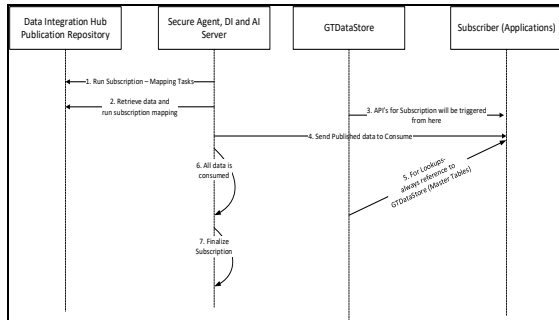 Data Integration Hub
Publication Repository
Secure Agent, DI and AI
Server
GTDataStore
Subscriber (Applications)
1. Run Subscription – Mapping Tasks
2. Retrieve data and
run subscription mapping
3. API's for Subscription will be triggered
from here
4. Send Published data to Consume
5. For Lookups-
always reference to
GTDataStore (Master Tables)
6. All data is
consumed
7. Finalize
Subscription